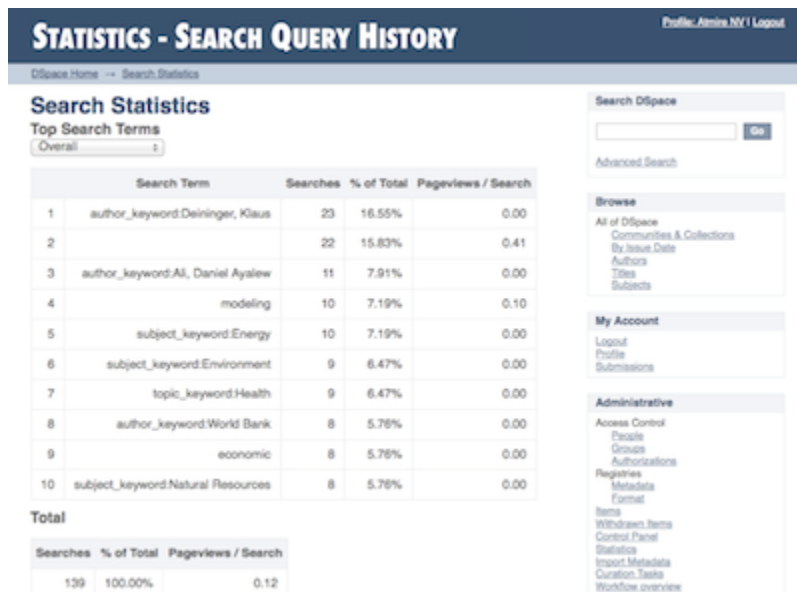 STATISTICS - SEARCH QUERY HISTORY
Profile: Atmire NV | Logout
DSpace Home → Search Statistics
Search Statistics
Top Search Terms
Overall
Search Term Searches % of Total Pageviews / Search
1 author_keyword:Deininger, Klaus 23 16.55% 0.00
2 22 15.83% 0.41
3 author_keyword:Ali, Daniel Ayalew 11 7.91% 0.00
4 modeling 10 7.19% 0.10
5 subject_keyword:Energy 10 7.19% 0.00
6 subject_keyword:Environment 9 6.47% 0.00
7 topic_keyword:Health 9 6.47% 0.00
8 author_keyword:World Bank 8 5.76% 0.00
9 economic 8 5.76% 0.00
10 subject_keyword:Natural Resources 8 5.76% 0.00
Total
Searches % of Total Pageviews / Search
139 100.00% 0.12
Search DSpace
Go
Advanced Search
Browse
All of DSpace
Communities & Collections
By Issue Date
Authors
Titles
Subjects
My Account
Logout
Profile
Submissions
Administrative
Access Control
People
Groups
Authorizations
Registries
Metadata
Format
Items
Withdrawn Items
Control Panel
Statistics
Import Metadata
Curation Tasks
Workflow overview